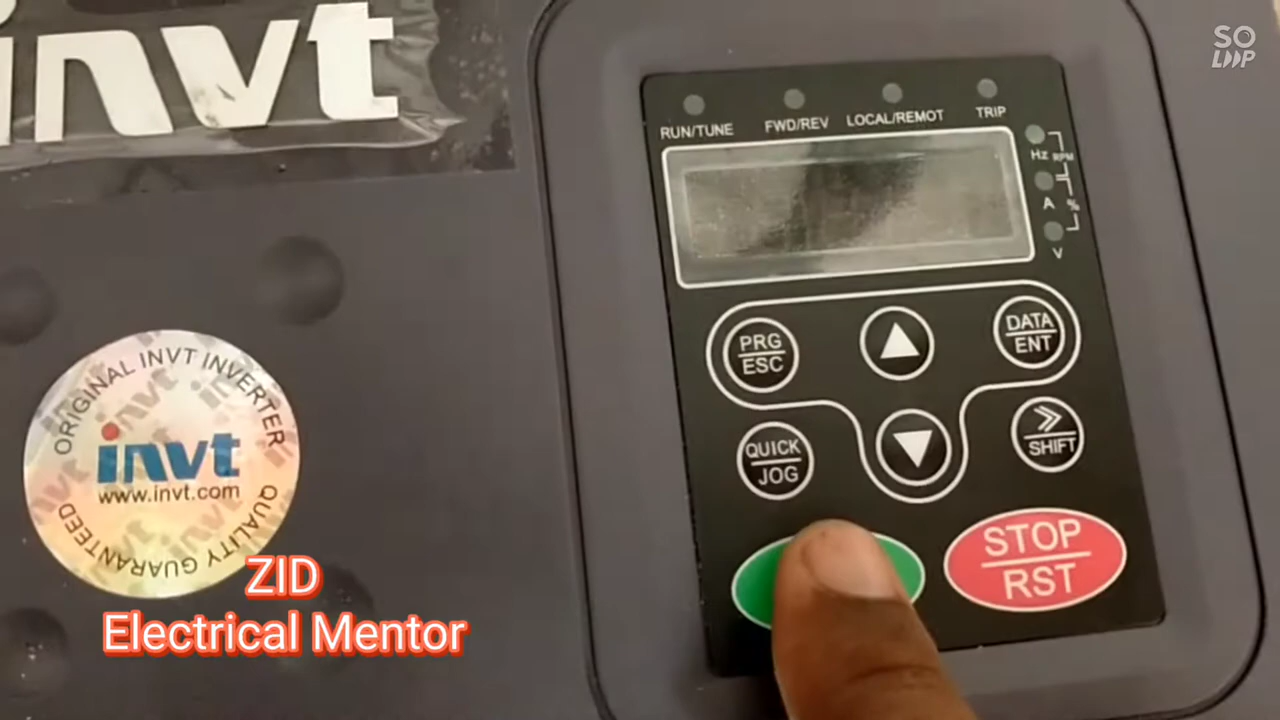 invt
SO
LOOP
RUN/TUNE
FWD/REV
LOCAL/REMOT
TRIP
Hz
RPM
A
%
V
PRG
ESC
DATA
ENT
QUICK
JOG
SHIFT
STOP
RST
ORIGINAL INVT INVERTER
invt
www.invt.com
QUALITY GUARANTEED
ZID
Electrical Mentor